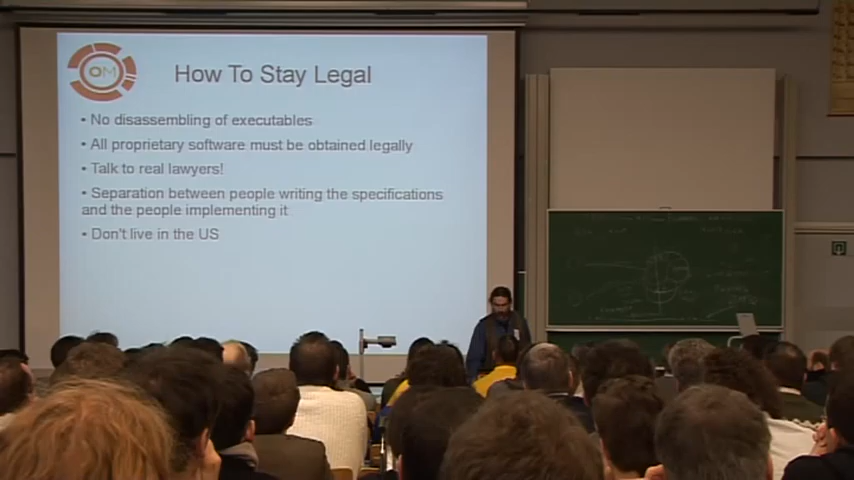 OM
How To Stay Legal
• No disassembling of executables
• All proprietary software must be obtained legally
• Talk to real lawyers!
• Separation between people writing the specifications
and the people implementing it
• Don't live in the US